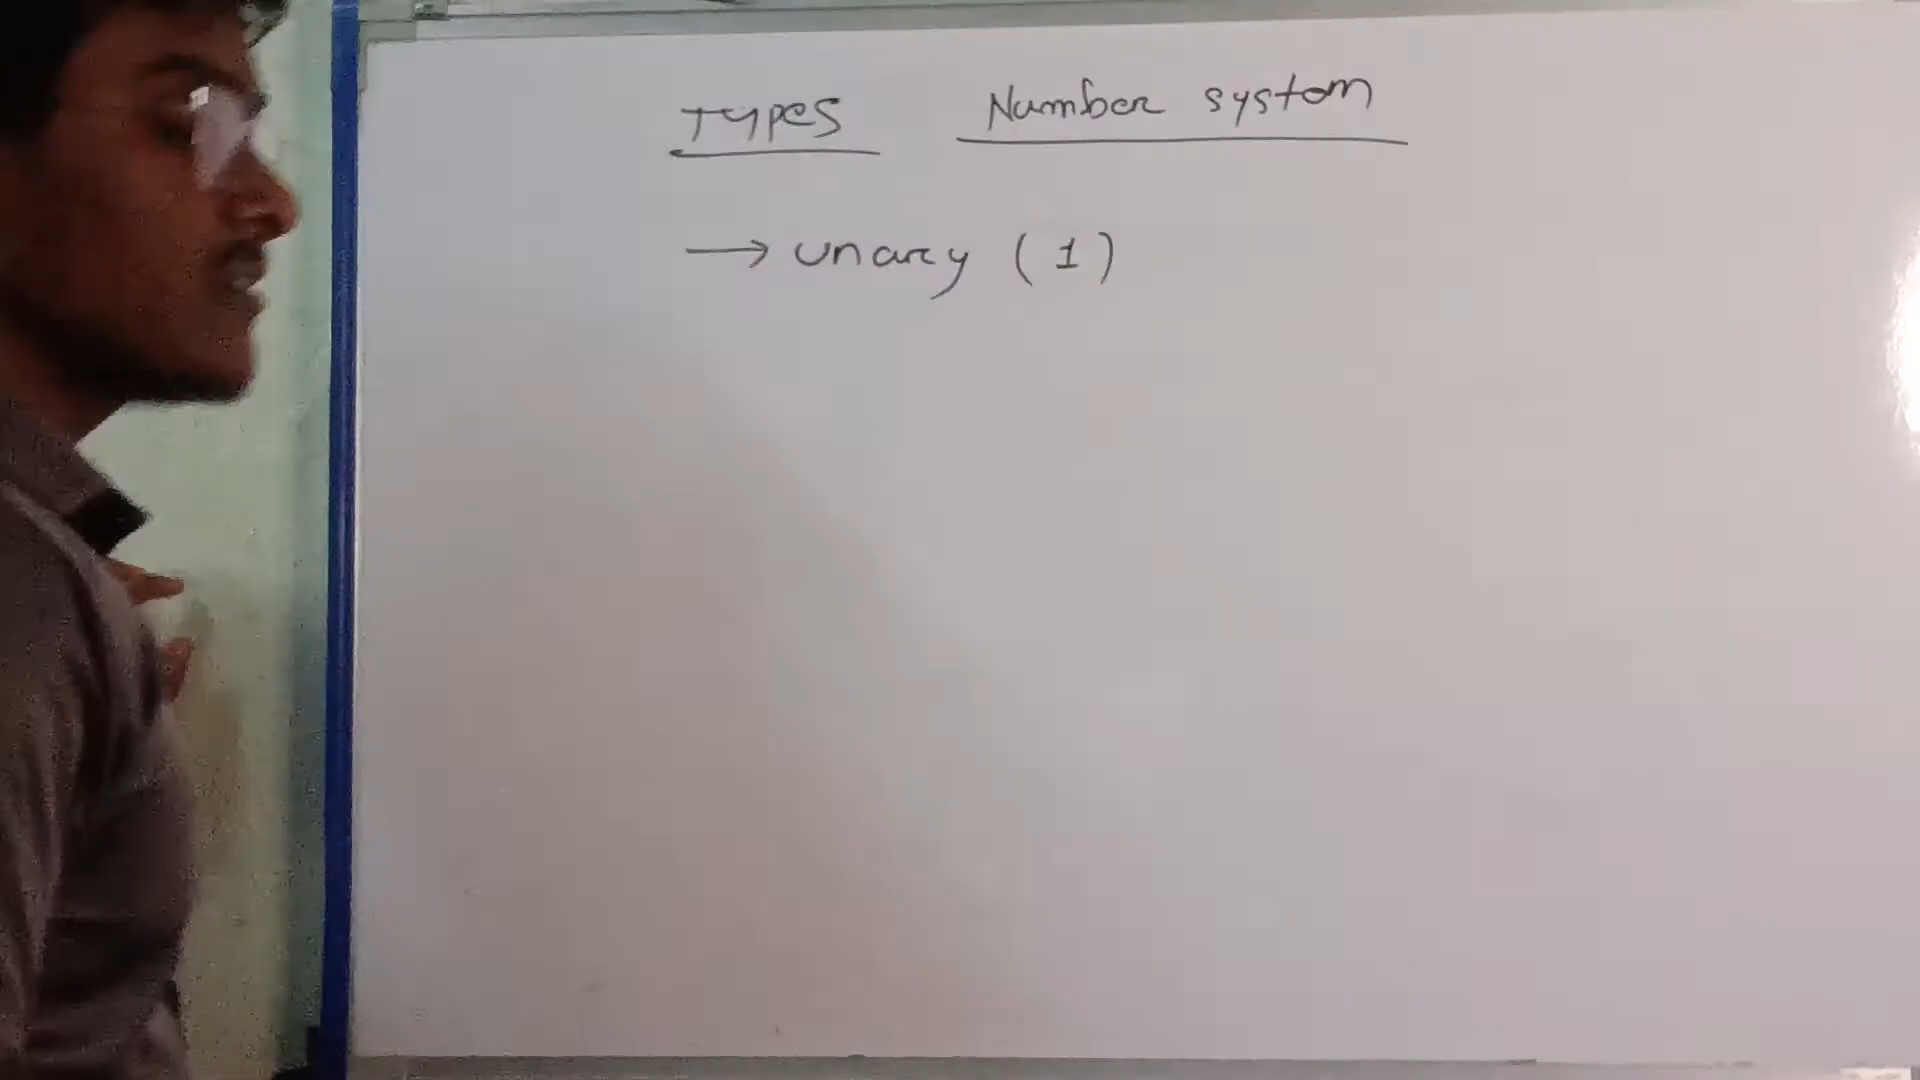 Types Number system
→ unary (1)